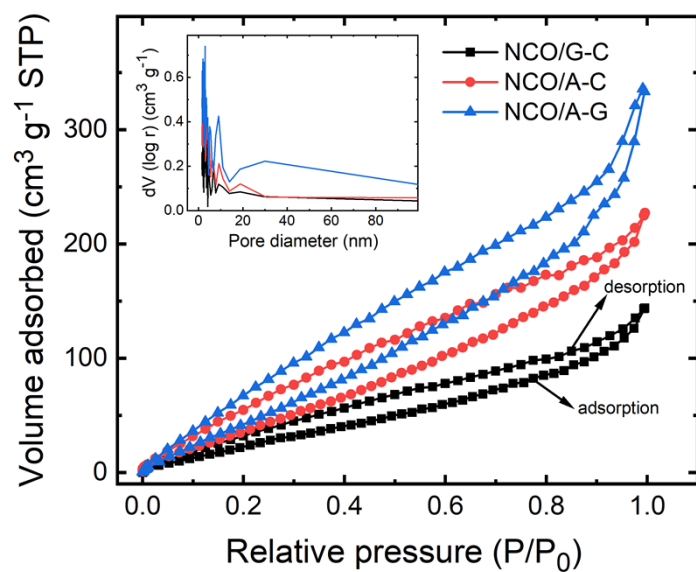 NCO/G-C
NCO/A-C
NCO/A-G
dV (log r) (cm³ g⁻¹)
0.6
0.4
0.2
0.0
0 20 40 60 80
Pore diameter (nm)
Volume adsorbed (cm³ g⁻¹ STP)
300
200
100
0
desorption
adsorption
0.0 0.2 0.4 0.6 0.8 1.0
Relative pressure (P/P₀)